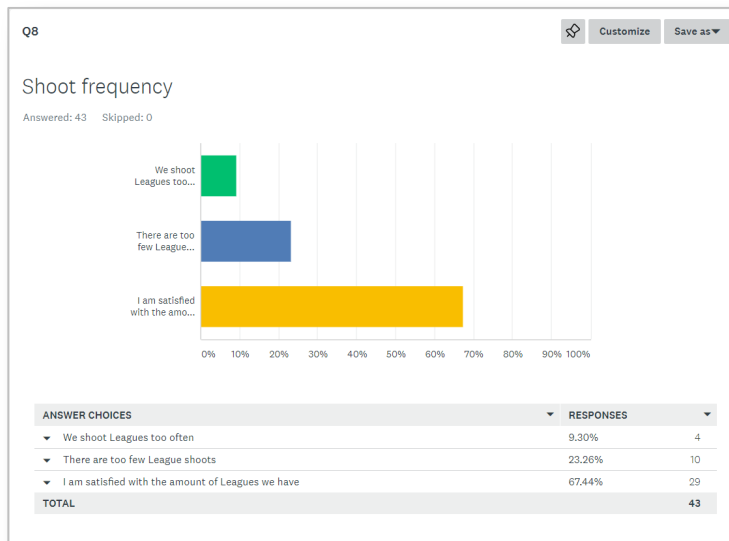 Q8
Customize
Save as
Shoot frequency
Answered: 43 Skipped: 0
We shoot
Leagues too...
There are too
few League...
I am satisfied
with the amo...
0% 10% 20% 30% 40% 50% 60% 70% 80% 90% 100%
ANSWER CHOICES RESPONSES
We shoot Leagues too often 9.30% 4
There are too few League shoots 23.26% 10
I am satisfied with the amount of Leagues we have 67.44% 29
TOTAL 43